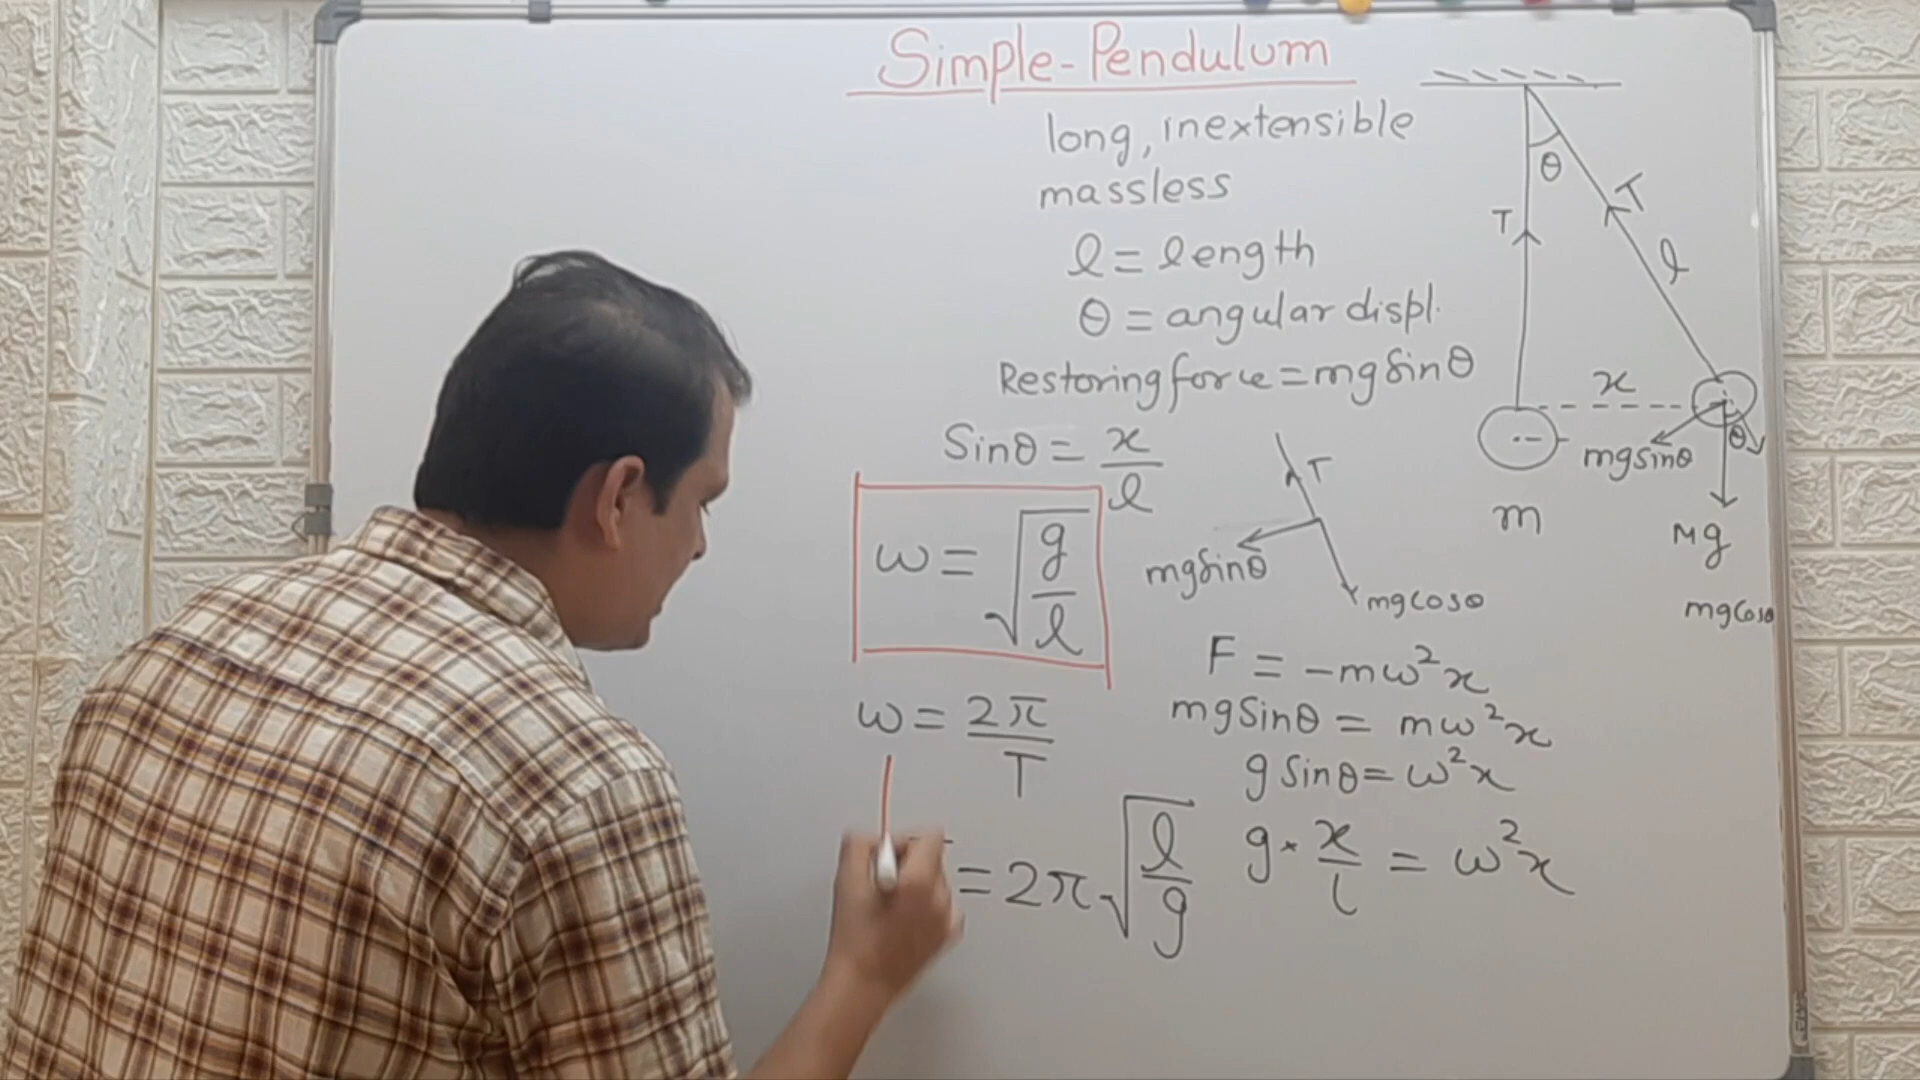 Simple-Pendulum
long, inextensible
massless
l = length
θ = angular displ.
Restoring force = mg Sinθ
Sinθ = x/l
ω = √(g/l)
ω = 2π/T
= 2π√(l/g)
T
mgSinθ
mgcosθ
F = -mω²x
mgSinθ = mω²x
g Sinθ = ω²x
g × x/l = ω²x
θ
T
T
l
x
θ
mgsinθ
m
Mg
mgCosθ